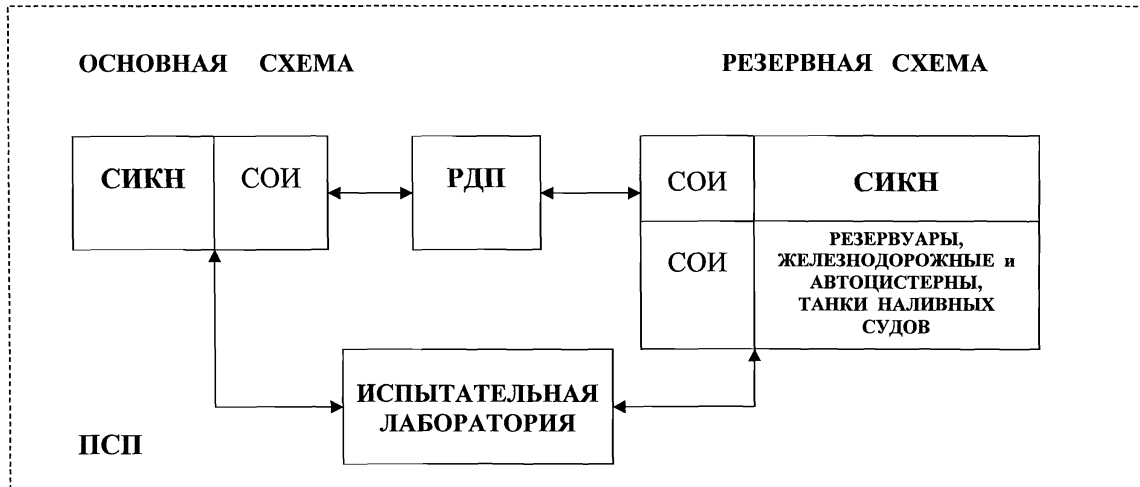 ОСНОВНАЯ СХЕМА
РЕЗЕРВНАЯ СХЕМА
СИКН
СОИ
РДП
СОИ
СИКН
СОИ
РЕЗЕРВУАРЫ,
ЖЕЛЕЗНОДОРОЖНЫЕ и
АВТОЦИСТЕРНЫ,
ТАНКИ НАЛИВНЫХ
СУДОВ
ИСПЫТАТЕЛЬНАЯ
ЛАБОРАТОРИЯ
ПСП